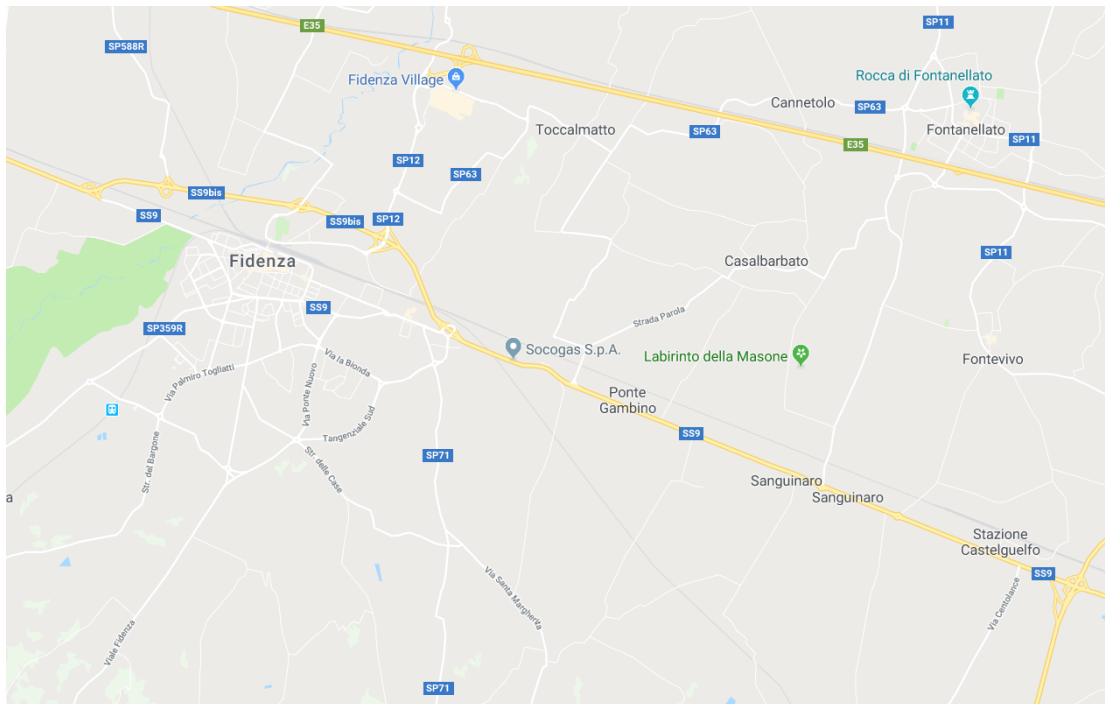 E35
SP11
SP588R
Fidenza Village
Rocca di Fontanellato
Cannetolo
SP63
Toccalmatto
SP63
Fontanellato
SP11
E35
SP12
SP63
SS9bis
SS9
SS9bis
SP12
SP11
Fidenza
Casalbarbato
SS9
Strada Parola
SP359R
Socogas S.p.A.
Labirinto della Masone
Fontevivo
Via la Bionda
Via Palmiro Togliatti
Via Ponte Nuovo
Ponte
Gambino
Tangenziale Sud
SS9
Str. del Bargone
Str. delle Case
SP71
Sanguinaro
Sanguinaro
a
Stazione
Castelguelfo
SS9
Via Santa Margherita
Via Centolance
Viale Fidenza
SP71